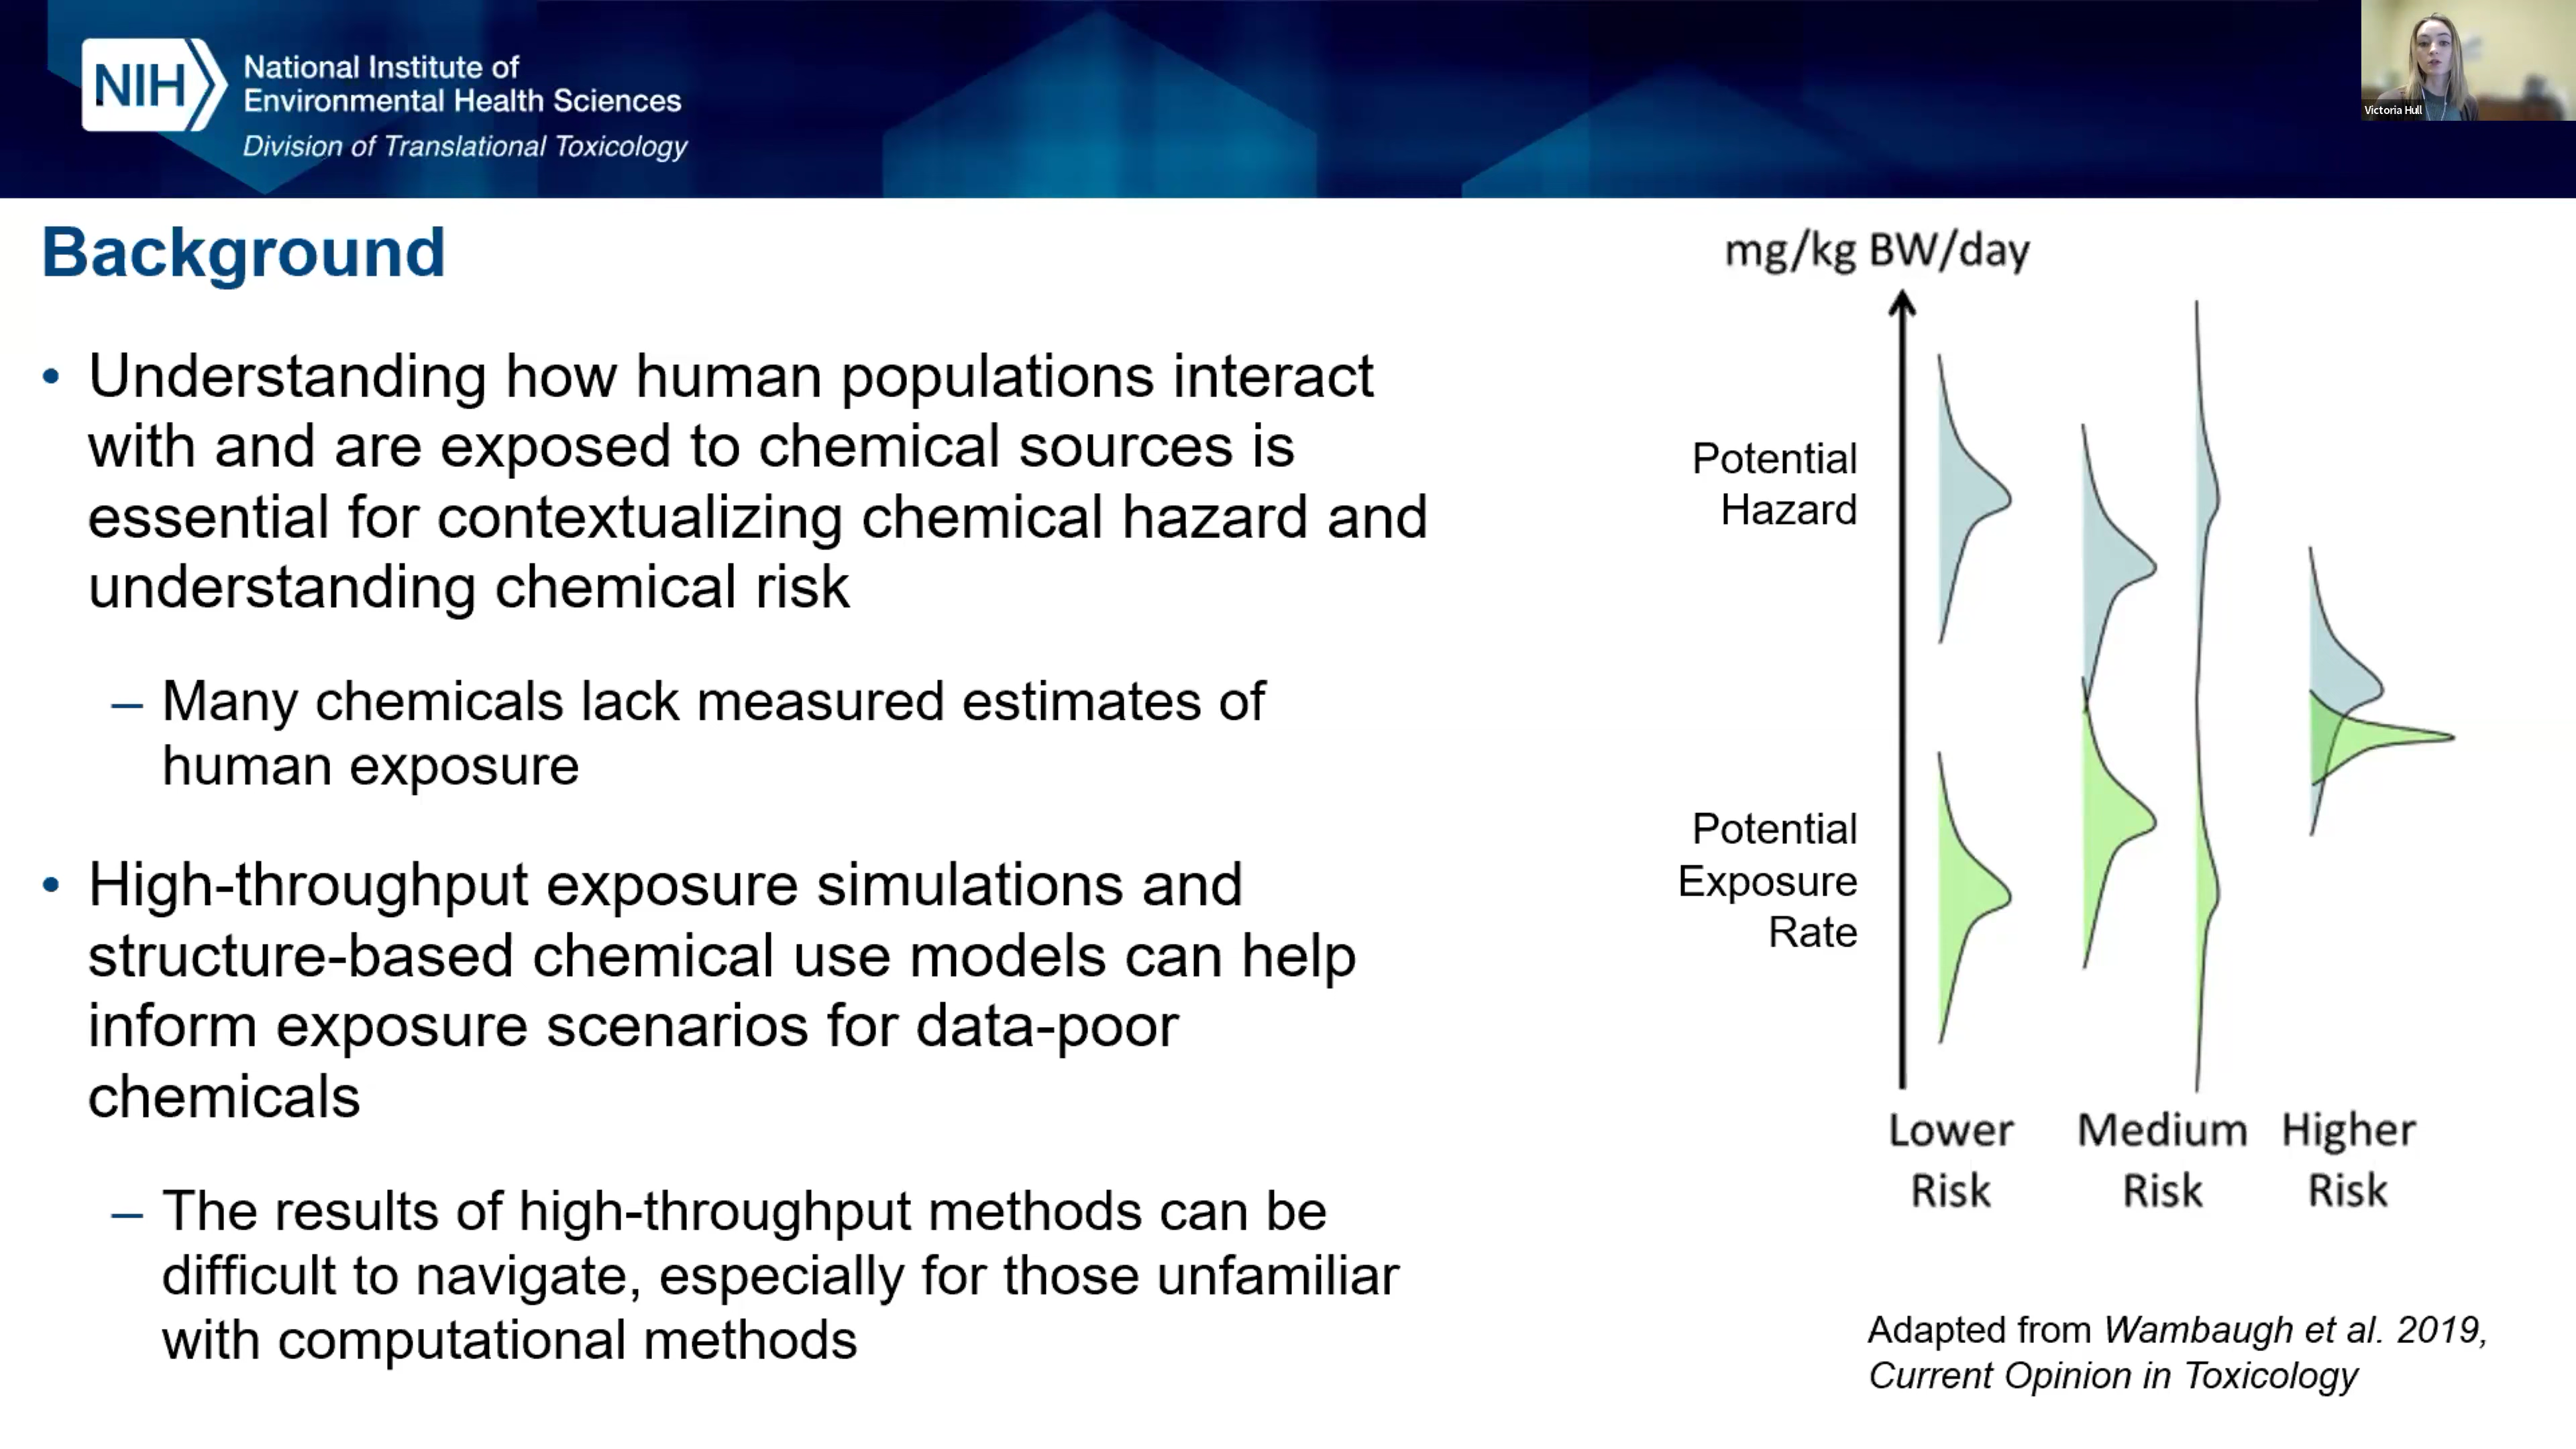 NIH
National Institute of
Environmental Health Sciences
Division of Translational Toxicology
Victoria Hull
Background
• Understanding how human populations interact
with and are exposed to chemical sources is
essential for contextualizing chemical hazard and
understanding chemical risk
– Many chemicals lack measured estimates of
human exposure
• High-throughput exposure simulations and
structure-based chemical use models can help
inform exposure scenarios for data-poor
chemicals
– The results of high-throughput methods can be
difficult to navigate, especially for those unfamiliar
with computational methods
mg/kg BW/day
Potential
Hazard
Potential
Exposure
Rate
Lower
Risk
Medium
Risk
Higher
Risk
Adapted from Wambaugh et al. 2019,
Current Opinion in Toxicology